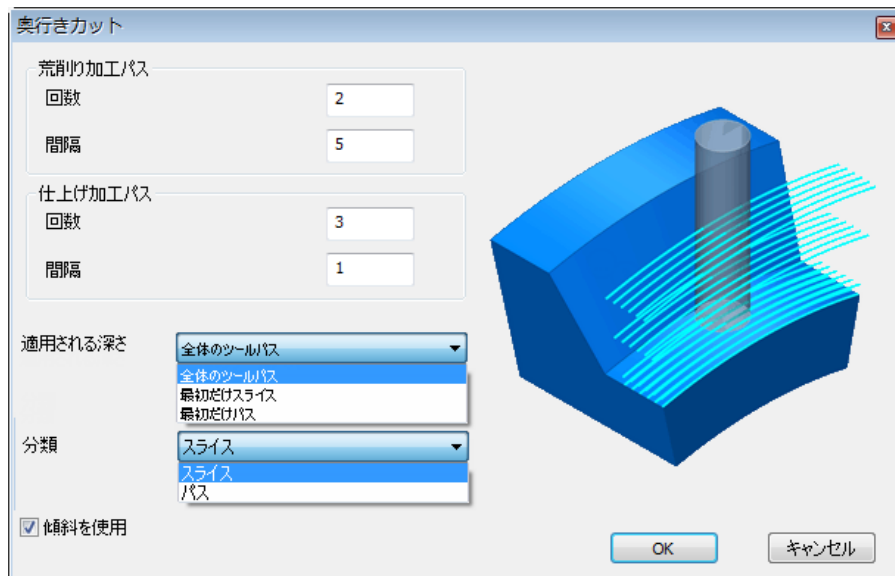 奥行きカット
荒削り加工パス
回数 2
間隔 5
仕上げ加工パス
回数 3
間隔 1
適用される深さ 全体のツールパス
全体のツールパス
最初だけスライス
最初だけパス
分類 スライス
スライス
パス
傾斜を使用
OK キャンセル